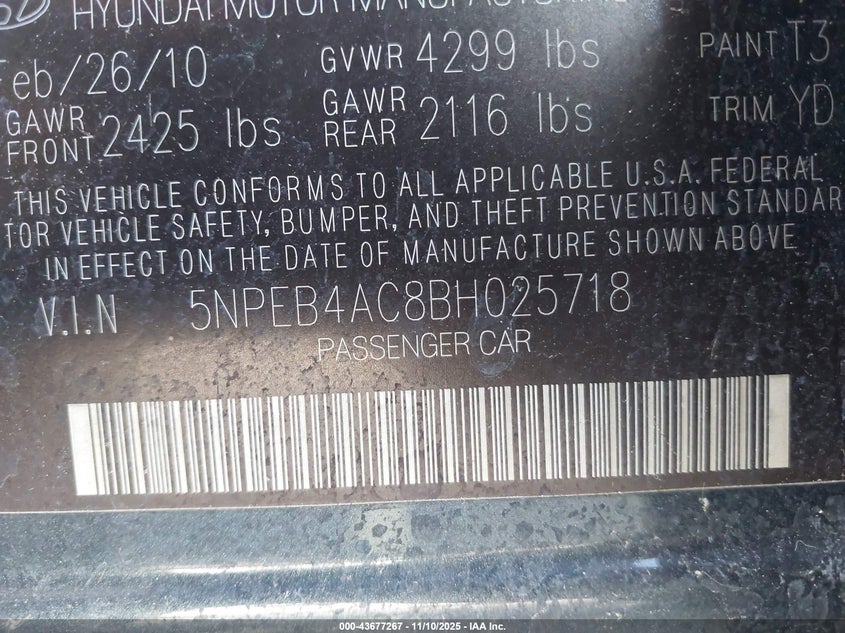 HYUNDAI MOTOR MANUFACTURING
Feb/26/10 GVWR 4299 lbs PAINT T3
GAWR FRONT 2425 lbs GAWR REAR 2116 lbs TRIM YD
THIS VEHICLE CONFORMS TO ALL APPLICABLE U.S.A. FEDERAL
TOR VEHICLE SAFETY, BUMPER, AND THEFT PREVENTION STANDAR
IN EFFECT ON THE DATE OF MANUFACTURE SHOWN ABOVE
V.I.N 5NPEB4AC8BH025718
PASSENGER CAR
000-43677267 - 11/10/2025 - IAA Inc.